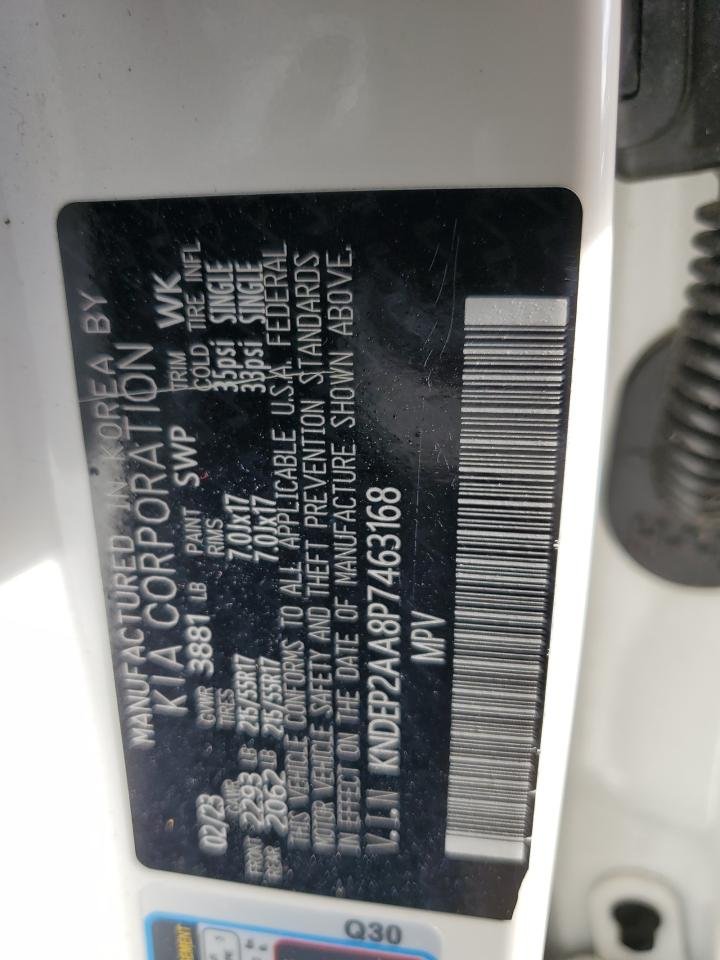 MANUFACTURED IN KOREA BY
KIA CORPORATION
02/23 GVWR 3881 LB PAINT SWP TRIM WK
GAWR TIRES RIMS COLD TIRE INFL
FRONT 2293 LB 215/55R17 7.0Jx17 35psi SINGLE
REAR 2062 LB 215/55R17 7.0Jx17 33psi SINGLE
THIS VEHICLE CONFORMS TO ALL APPLICABLE U.S.A. FEDERAL
MOTOR VEHICLE SAFETY AND THEFT PREVENTION STANDARDS
IN EFFECT ON THE DATE OF MANUFACTURE SHOWN ABOVE.
V.I.N KNDEP2AA8P7463168
MPV
Q30